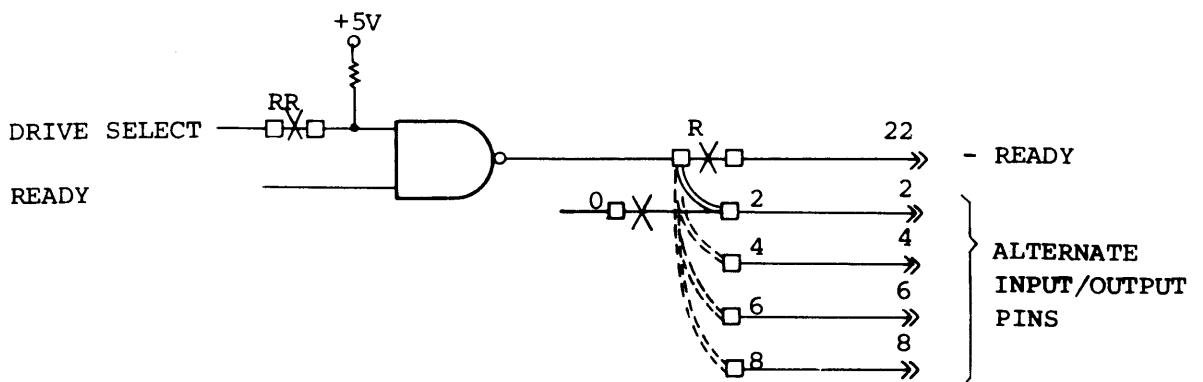 +5V
RR
DRIVE SELECT
READY
R
22
- READY
0
2
2
4
4
6
6
8
8
ALTERNATE
INPUT/OUTPUT
PINS